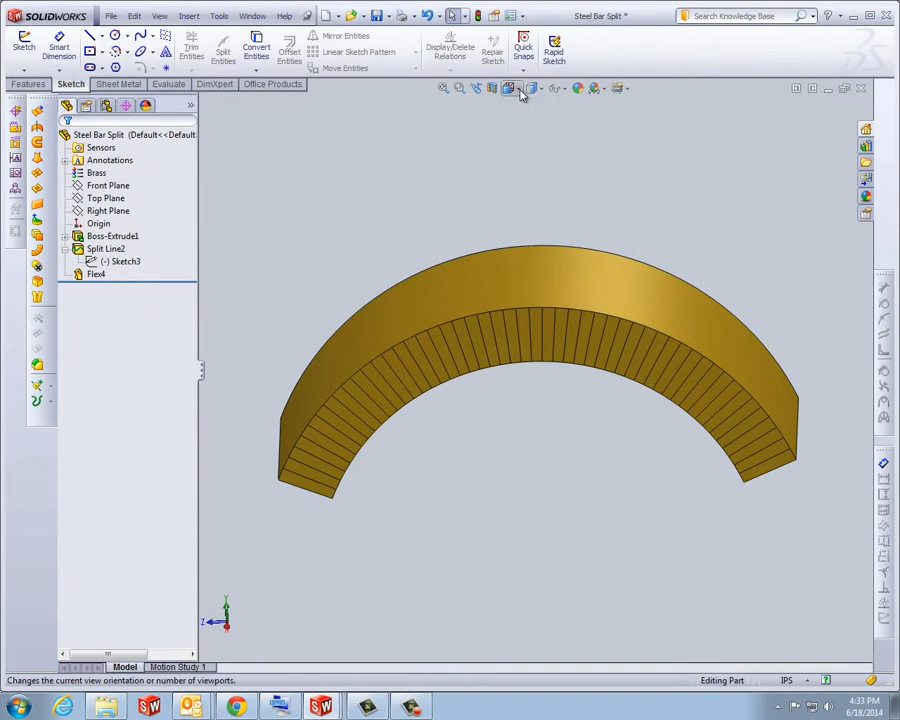 SOLIDWORKS File Edit View Insert Tools Window Help Steel Bar Split * Search Knowledge Base
Sketch Smart Dimension Trim Entities Split Entities Convert Entities Offset Entities Mirror Entities Linear Sketch Pattern Move Entities Display/Delete Relations Repair Sketch Quick Snaps Rapid Sketch
Features Sketch Sheet Metal Evaluate DimXpert Office Products
Steel Bar Split (Default<<Default
Sensors
Annotations
Brass
Front Plane
Top Plane
Right Plane
Origin
Boss-Extrude1
Split Line2
(-) Sketch3
Flex4
Y
Z
X
Model Motion Study 1
Changes the current view orientation or number of viewports. Editing Part IPS
4:33 PM
6/18/2014